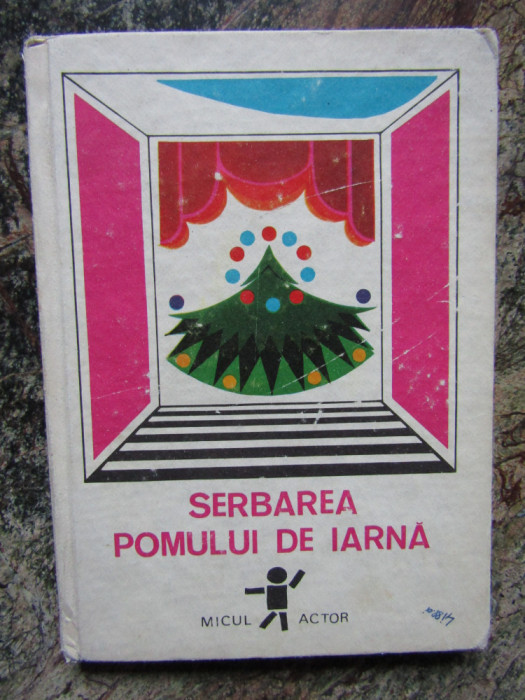 SERBAREA
POMULUI DE IARNĂ
MICUL ACTOR